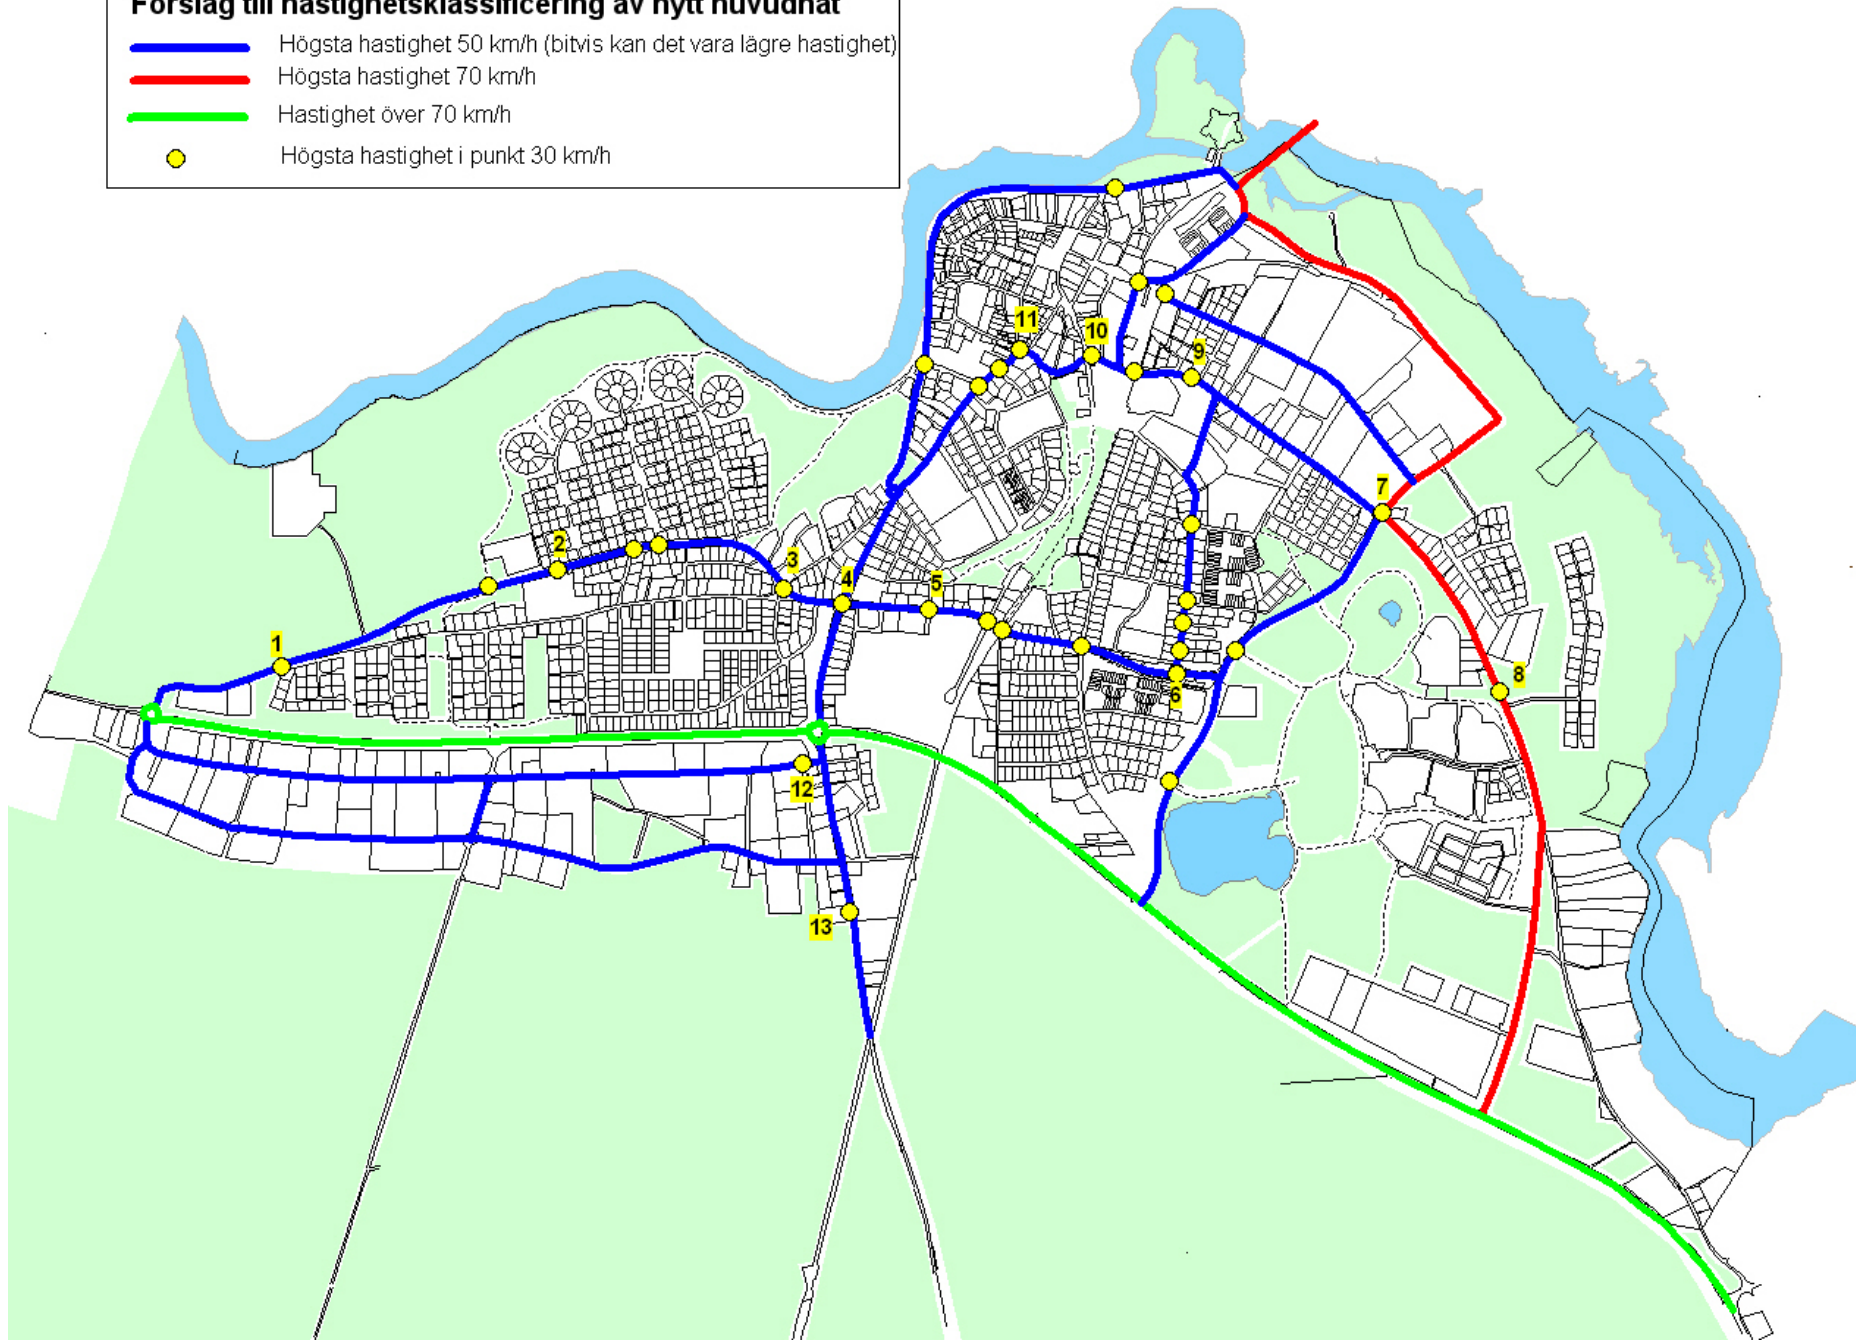 Förslag till hastighetsklassificering av nytt huvudnät
Högsta hastighet 50 km/h (bitvis kan det vara lägre hastighet)
Högsta hastighet 70 km/h
Hastighet över 70 km/h
Högsta hastighet i punkt 30 km/h
11
10
9
7
2
3
4
5
1
8
6
12
13